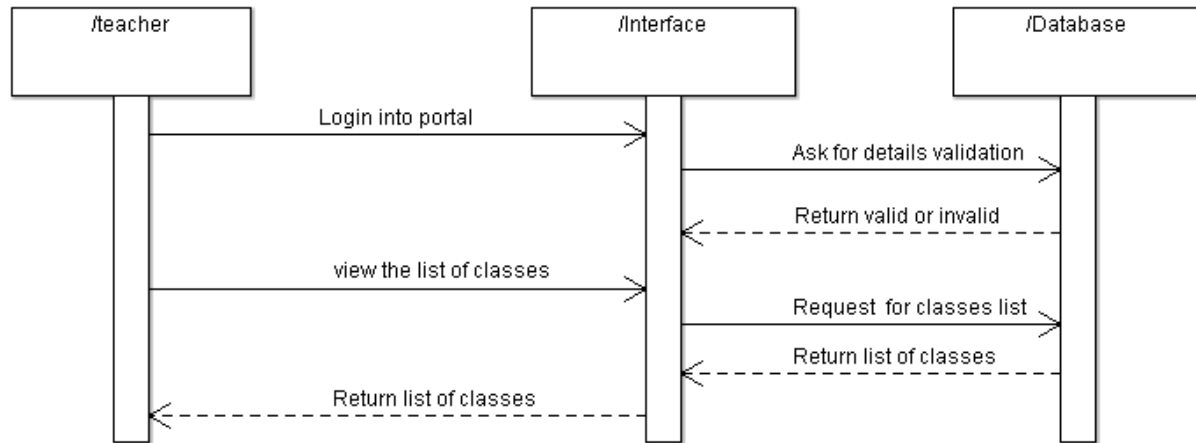 /teacher
/Interface
/Database
Login into portal
Ask for details validation
Return valid or invalid
view the list of classes
Request  for classes list
Return list of classes
Return list of classes